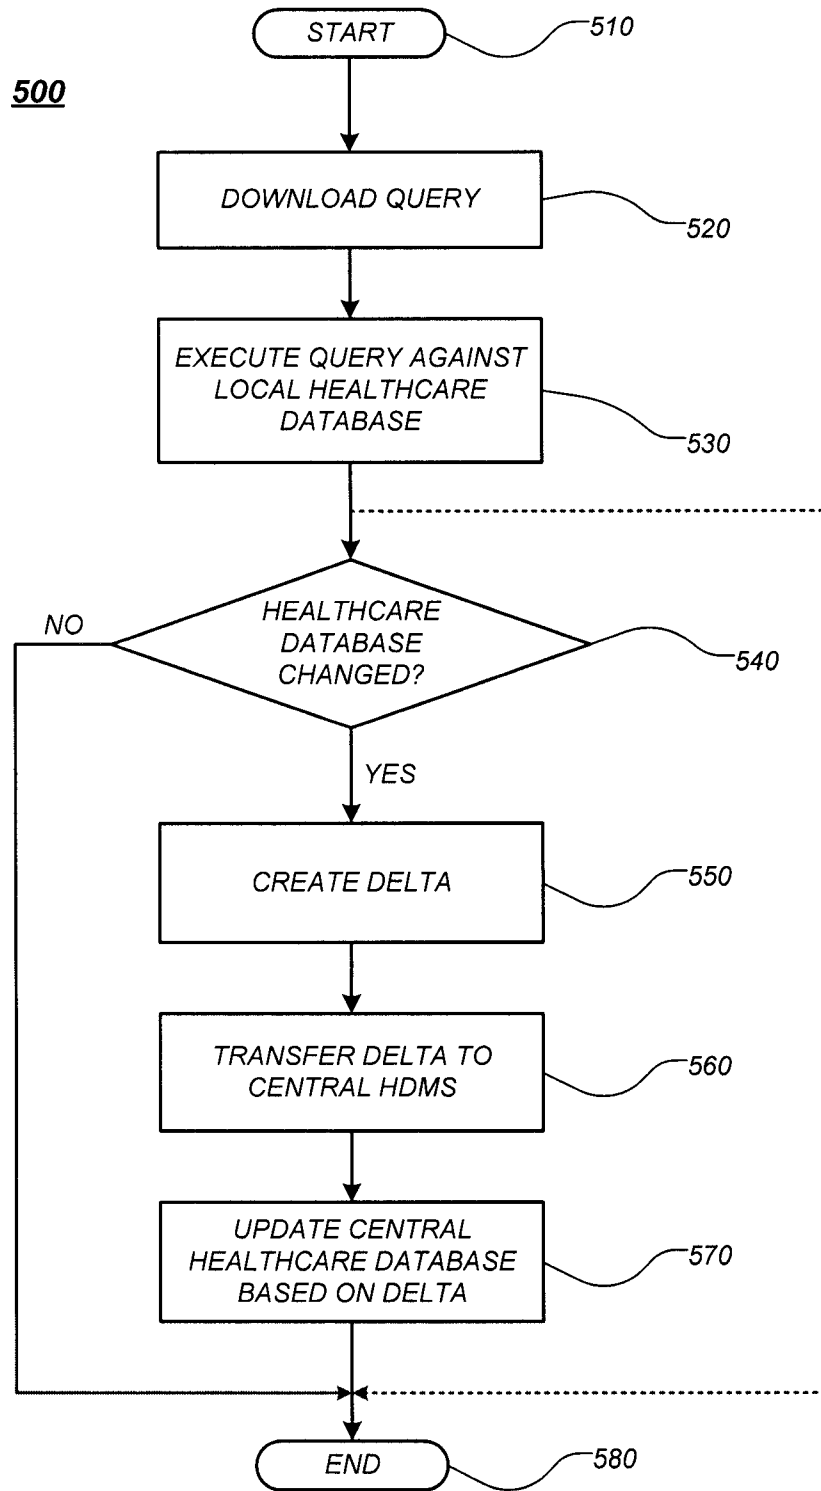 START
510
500
DOWNLOAD QUERY
520
EXECUTE QUERY AGAINST
LOCAL HEALTHCARE
DATABASE
530
NO
HEALTHCARE
DATABASE
CHANGED?
540
YES
CREATE DELTA
550
TRANSFER DELTA TO
CENTRAL HDMS
560
UPDATE CENTRAL
HEALTHCARE DATABASE
BASED ON DELTA
570
END
580